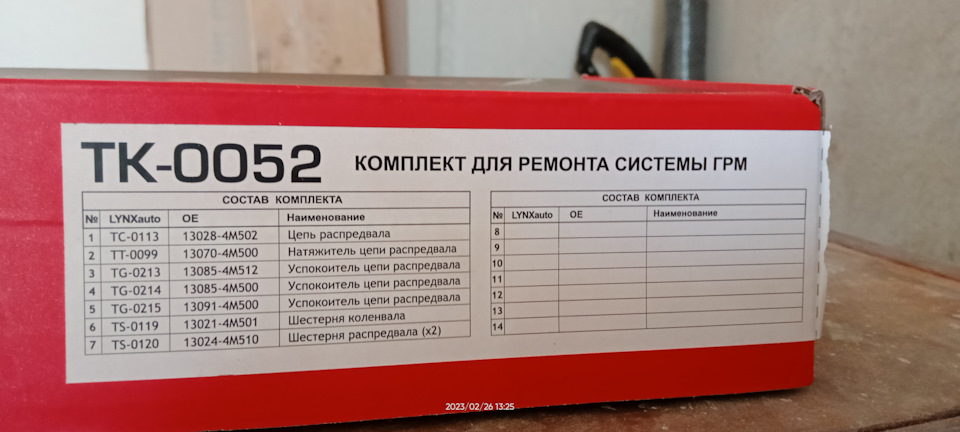 TK-0052 КОМПЛЕКТ ДЛЯ РЕМОНТА СИСТЕМЫ ГРМ
СОСТАВ КОМПЛЕКТА
№ LYNXauto OE Наименование
1 TC-0113 13028-4M502 Цепь распредвала
2 TT-0099 13070-4M500 Натяжитель цепи распредвала
3 TG-0213 13085-4M512 Успокоитель цепи распредвала
4 TG-0214 13085-4M500 Успокоитель цепи распредвала
5 TG-0215 13091-4M500 Успокоитель цепи распредвала
6 TS-0119 13021-4M501 Шестерня коленвала
7 TS-0120 13024-4M510 Шестерня распредвала (x2)
СОСТАВ КОМПЛЕКТА
№ LYNXauto OE Наименование
8
9
10
11
12
13
14
2023/02/26 13:25